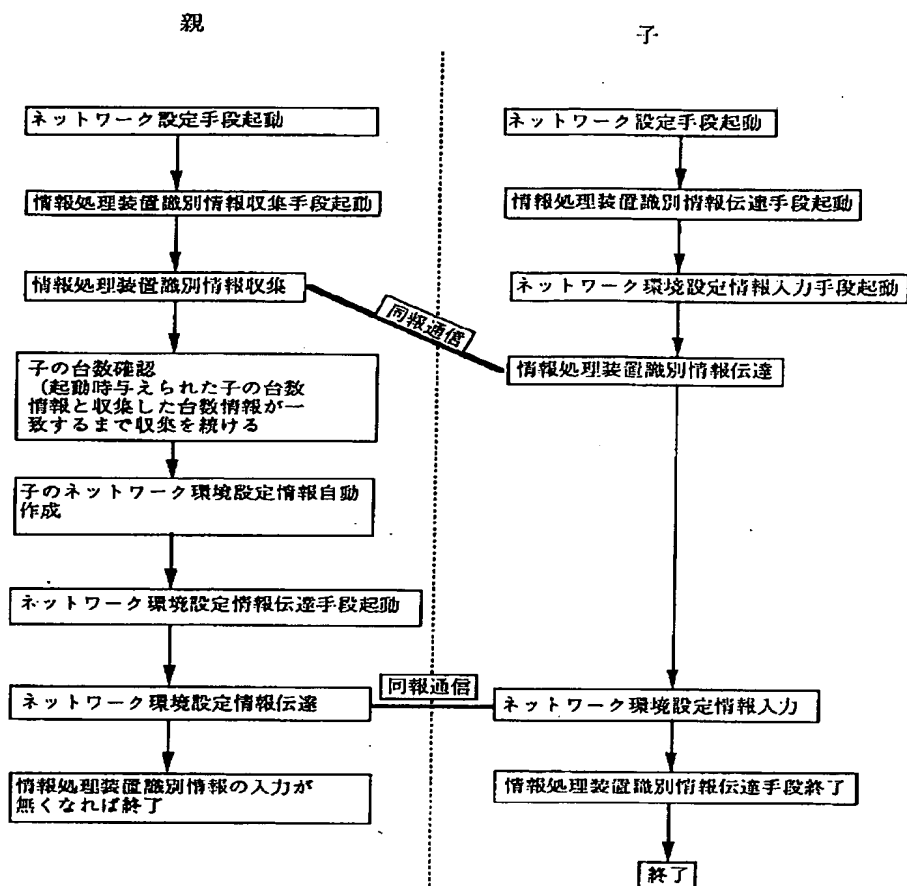 親
ネットワーク設定手段起動
情報処理装置識別情報収集手段起動
情報処理装置識別情報収集
子の台数確認
(起動時与えられた子の台数
情報と収集した台数情報が一
致するまで収集を続ける
子のネットワーク環境設定情報自動
作成
ネットワーク環境設定情報伝達手段起動
ネットワーク環境設定情報伝達
情報処理装置識別情報の入力が
無くなれば終了
同報通信
同報通信
子
ネットワーク設定手段起動
情報処理装置識別情報伝達手段起動
ネットワーク環境設定情報入力手段起動
情報処理装置識別情報伝達
ネットワーク環境設定情報入力
情報処理装置識別情報伝達手段終了
終了